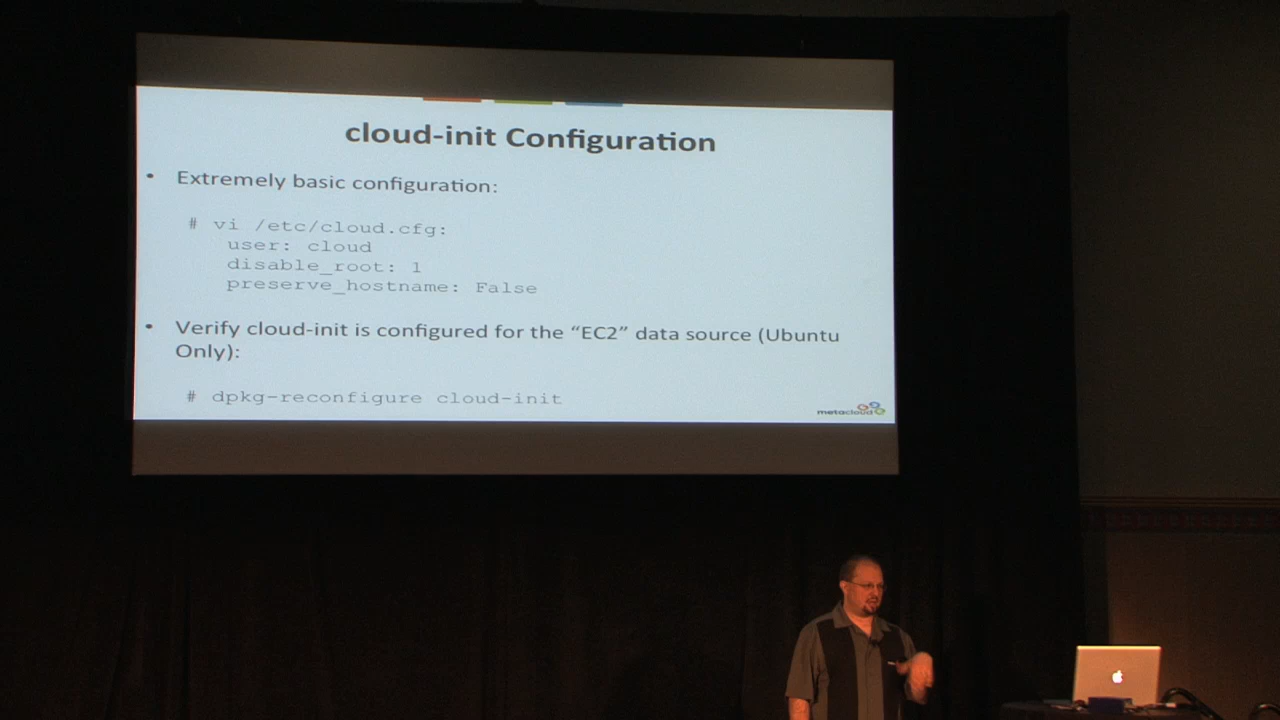 cloud-init Configuration
• Extremely basic configuration:
# vi /etc/cloud.cfg:
user: cloud
disable_root: 1
preserve_hostname: False
• Verify cloud-init is configured for the “EC2” data source (Ubuntu
Only):
# dpkg-reconfigure cloud-init
metacloud